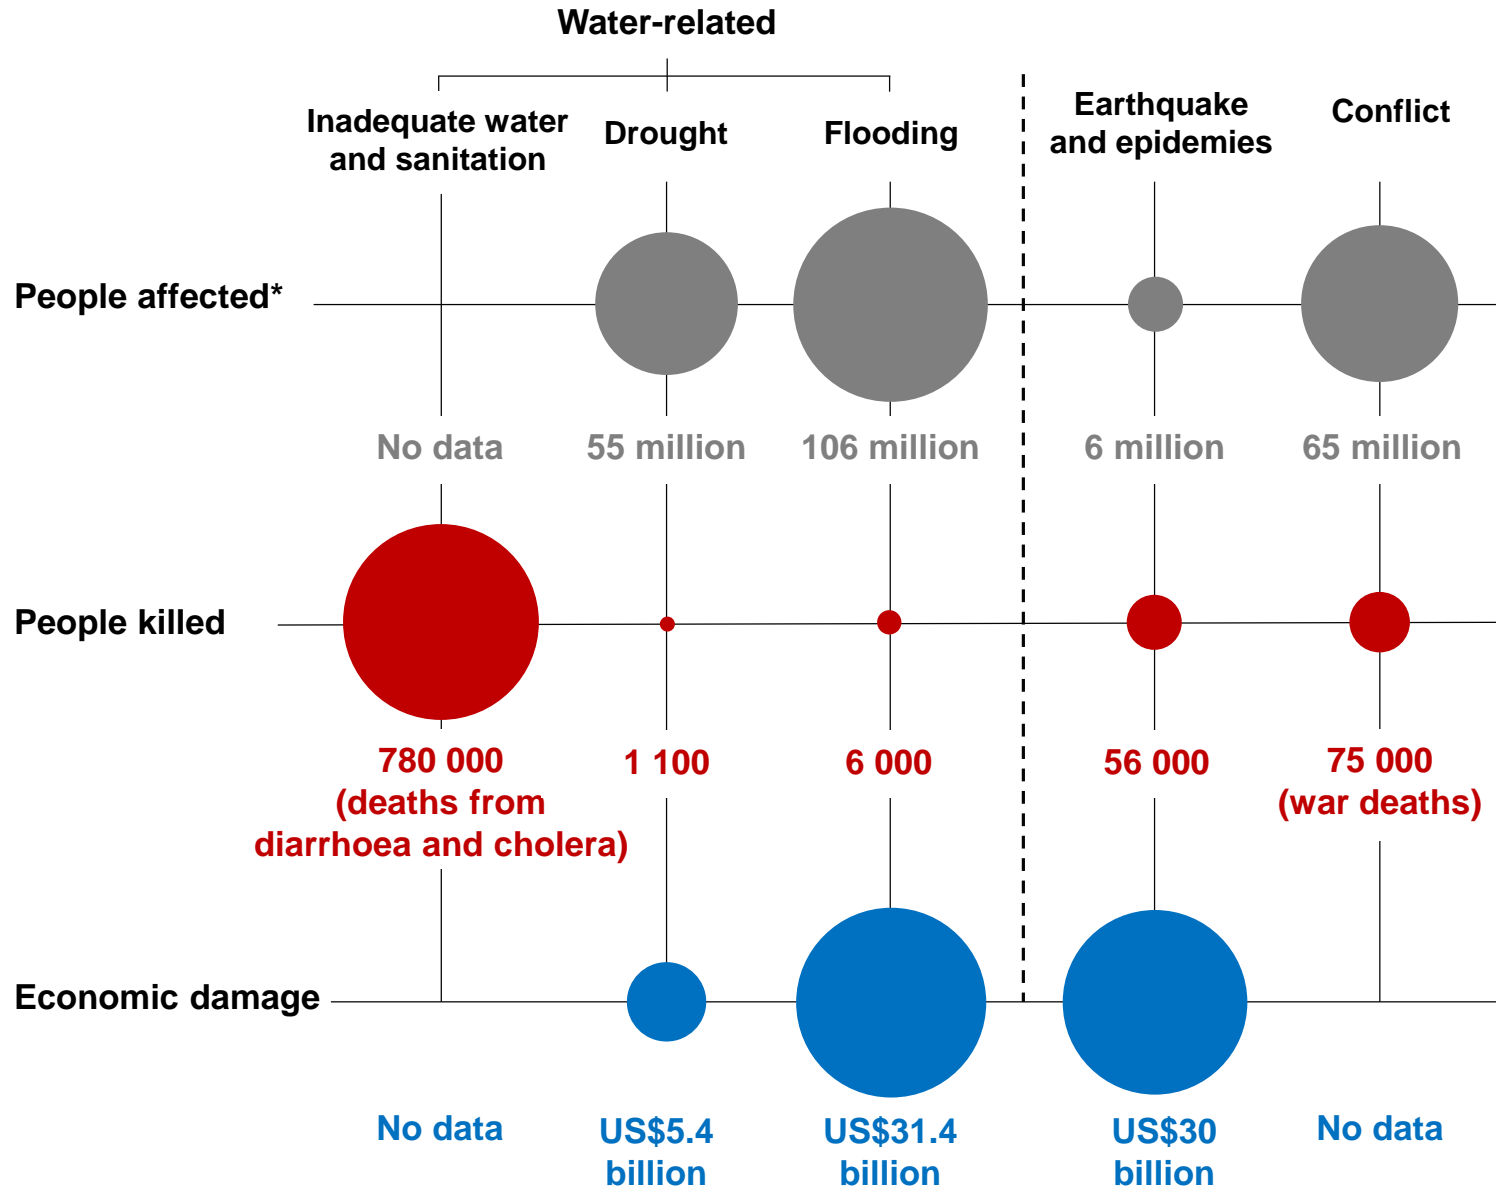 Water-related
Inadequate water
and sanitation
Drought
Flooding
Earthquake
and epidemies
Conflict
People affected*
No data
55 million
106 million
6 million
65 million
People killed
780 000
(deaths from
diarrhoea and cholera)
1 100
6 000
56 000
75 000
(war deaths)
Economic damage
No data
US$5.4
billion
US$31.4
billion
US$30
billion
No data